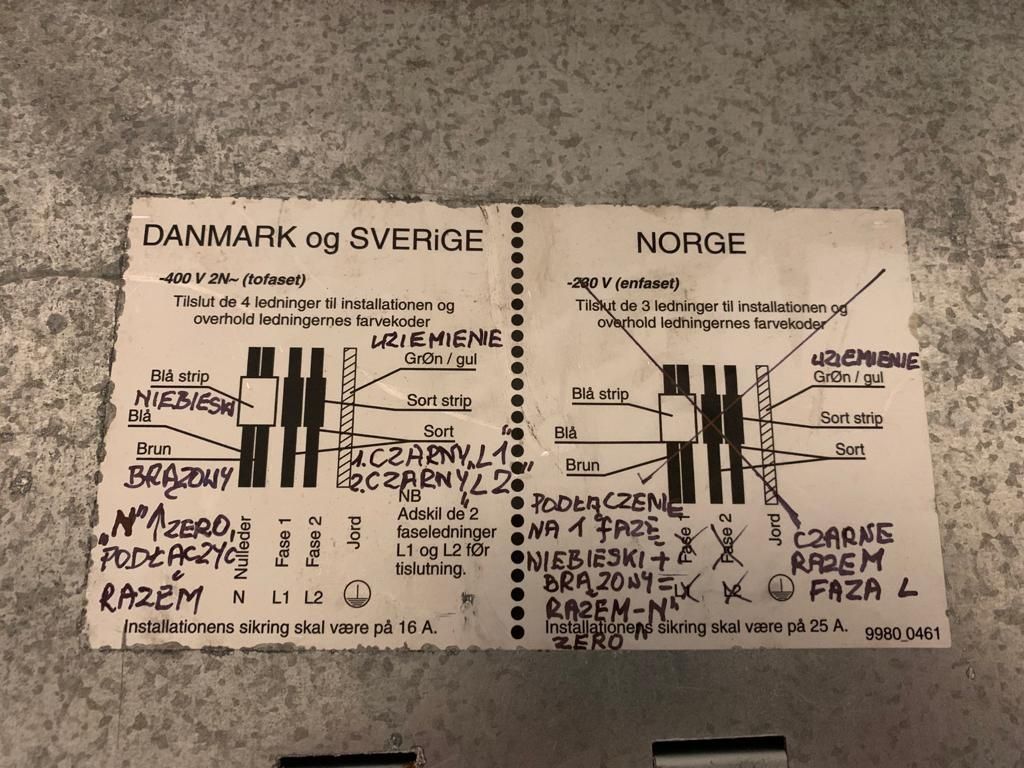 DANMARK og SVERiGE
-400 V 2N~ (tofaset)
Tilslut de 4 ledninger til installationen og
overhold ledningernes farvekoder
UZIEMIENIE
GrØn / gul
Blå strip
NIEBIESKI
Blå
Sort strip
Brun
Sort
BRĄZOWY
1. CZARNY „L1"
2. CZARNY „L2"
„N" ↑ ZERO,
PODŁĄCZYĆ
RAZEM
Nulleder
Fase 1
Fase 2
Jord
NB
Adskil de 2
faseledninger
L1 og L2 før
tislutning.
N L1 L2
Installationens sikring skal være på 16 A.
NORGE
-230 V (enfaset)
Tilslut de 3 ledninger til installationen og
overhold ledningernes farvekoder
UZIEMIENIE
GrØn / gul
Blå strip
Sort strip
Blå
Sort
Brun
PODŁĄCZENIE
NA 1 FAZĘ
NIEBIESKI +
BRĄZOWY =
RAZEM - N"
ZERO
Fase 1
Fase 2
Jord
L2
CZARNE
RAZEM
FAZA L
Installationens sikring skal være på 25 A.
9980 0461